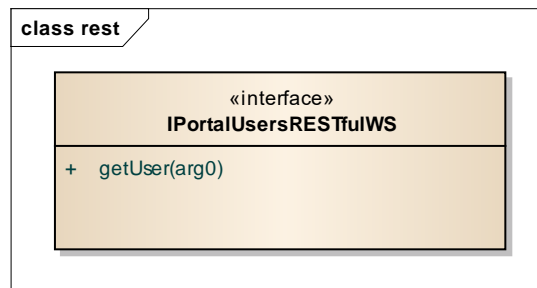 class rest
«interface»
IPortalUsersRESTfulWS
+ getUser(arg0)